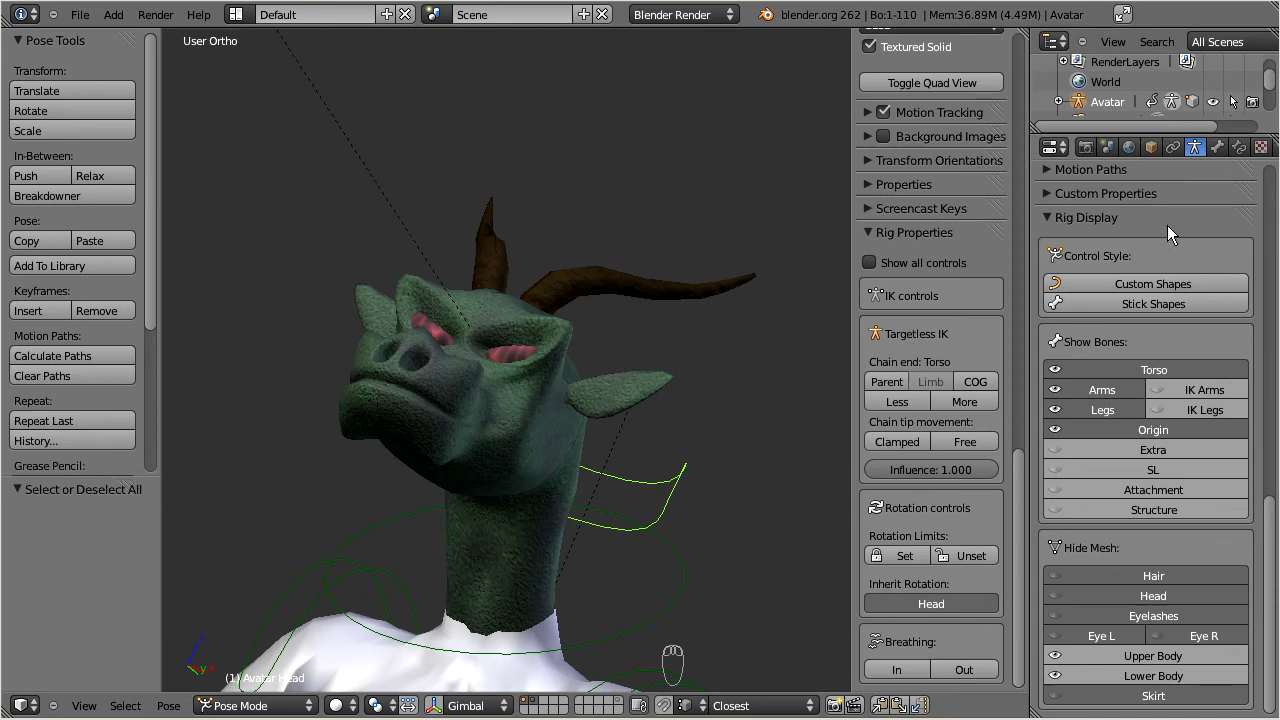 File Add Render Help Default Scene Blender Render blender.org 262 | Bo:1-110 | Mem:36.89M (4.49M) | Avatar
Pose Tools
Transform:
Translate
Rotate
Scale
In-Between:
Push Relax
Breakdowner
Pose:
Copy Paste
Add To Library
Keyframes:
Insert Remove
Motion Paths:
Calculate Paths
Clear Paths
Repeat:
Repeat Last
History...
Grease Pencil:
Select or Deselect All
User Ortho
(1) Avatar Head
Textured Solid
Toggle Quad View
Motion Tracking
Background Images
Transform Orientations
Properties
Screencast Keys
Rig Properties
Show all controls
IK controls
Targetless IK
Chain end: Torso
Parent Limb COG
Less More
Chain tip movement:
Clamped Free
Influence: 1.000
Rotation controls
Rotation Limits:
Set Unset
Inherit Rotation:
Head
Breathing:
In Out
View Search All Scenes
RenderLayers
World
Avatar
Motion Paths
Custom Properties
Rig Display
Control Style:
Custom Shapes
Stick Shapes
Show Bones:
Torso
Arms IK Arms
Legs IK Legs
Origin
Extra
SL
Attachment
Structure
Hide Mesh:
Hair
Head
Eyelashes
Eye L Eye R
Upper Body
Lower Body
Skirt
View Select Pose Pose Mode Gimbal Closest